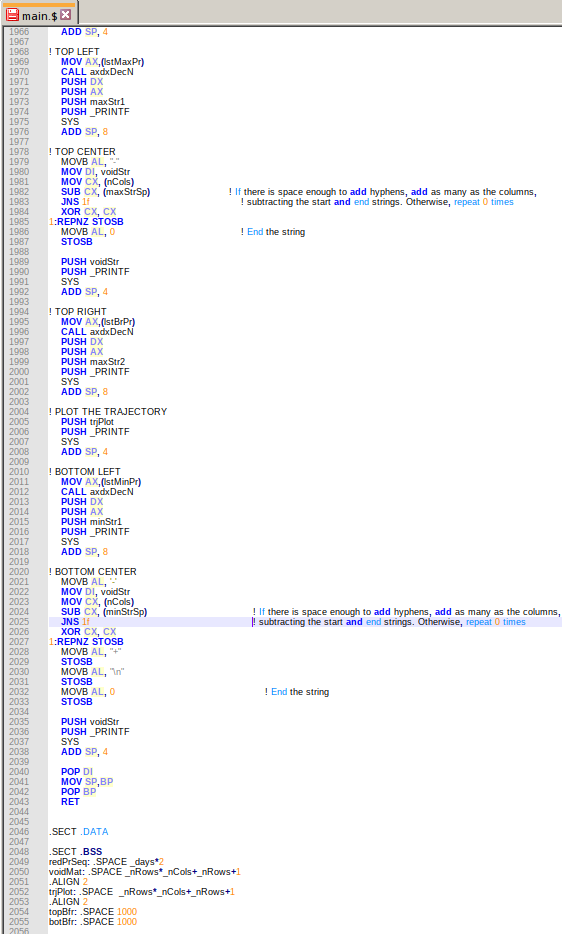 main.$
1966 ADD SP, 4
1967
1968 ! TOP LEFT
1969 MOV AX,(lstMaxPr)
1970 CALL axdxDecN
1971 PUSH DX
1972 PUSH AX
1973 PUSH maxStr1
1974 PUSH _PRINTF
1975 SYS
1976 ADD SP, 8
1977
1978 ! TOP CENTER
1979 MOVB AL, "-"
1980 MOV DI, voidStr
1981 MOV CX, (nCols)
1982 SUB CX, (maxStrSp) ! If there is space enough to add hyphens, add as many as the columns,
1983 JNS 1f ! subtracting the start and end strings. Otherwise, repeat 0 times
1984 XOR CX, CX
1985 1:REPNZ STOSB
1986 MOVB AL, 0 ! End the string
1987 STOSB
1988
1989 PUSH voidStr
1990 PUSH _PRINTF
1991 SYS
1992 ADD SP, 4
1993
1994 ! TOP RIGHT
1995 MOV AX,(lstBrPr)
1996 CALL axdxDecN
1997 PUSH DX
1998 PUSH AX
1999 PUSH maxStr2
2000 PUSH _PRINTF
2001 SYS
2002 ADD SP, 8
2003
2004 ! PLOT THE TRAJECTORY
2005 PUSH trjPlot
2006 PUSH _PRINTF
2007 SYS
2008 ADD SP, 4
2009
2010 ! BOTTOM LEFT
2011 MOV AX,(lstMinPr)
2012 CALL axdxDecN
2013 PUSH DX
2014 PUSH AX
2015 PUSH minStr1
2016 PUSH _PRINTF
2017 SYS
2018 ADD SP, 8
2019
2020 ! BOTTOM CENTER
2021 MOVB AL, '-'
2022 MOV DI, voidStr
2023 MOV CX, (nCols)
2024 SUB CX, (minStrSp) ! If there is space enough to add hyphens, add as many as the columns,
2025 JNS 1f ! subtracting the start and end strings. Otherwise, repeat 0 times
2026 XOR CX, CX
2027 1:REPNZ STOSB
2028 MOVB AL, "+"
2029 STOSB
2030 MOVB AL, "\n"
2031 STOSB
2032 MOVB AL, 0 ! End the string
2033 STOSB
2034
2035 PUSH voidStr
2036 PUSH _PRINTF
2037 SYS
2038 ADD SP, 4
2039
2040 POP DI
2041 MOV SP,BP
2042 POP BP
2043 RET
2044
2045
2046 .SECT .DATA
2047
2048 .SECT .BSS
2049 redPrSeq: .SPACE _days*2
2050 voidMat: .SPACE _nRows*_nCols+_nRows+1
2051 .ALIGN 2
2052 trjPlot: .SPACE _nRows*_nCols+_nRows+1
2053 .ALIGN 2
2054 topBfr: .SPACE 1000
2055 botBfr: .SPACE 1000
2056